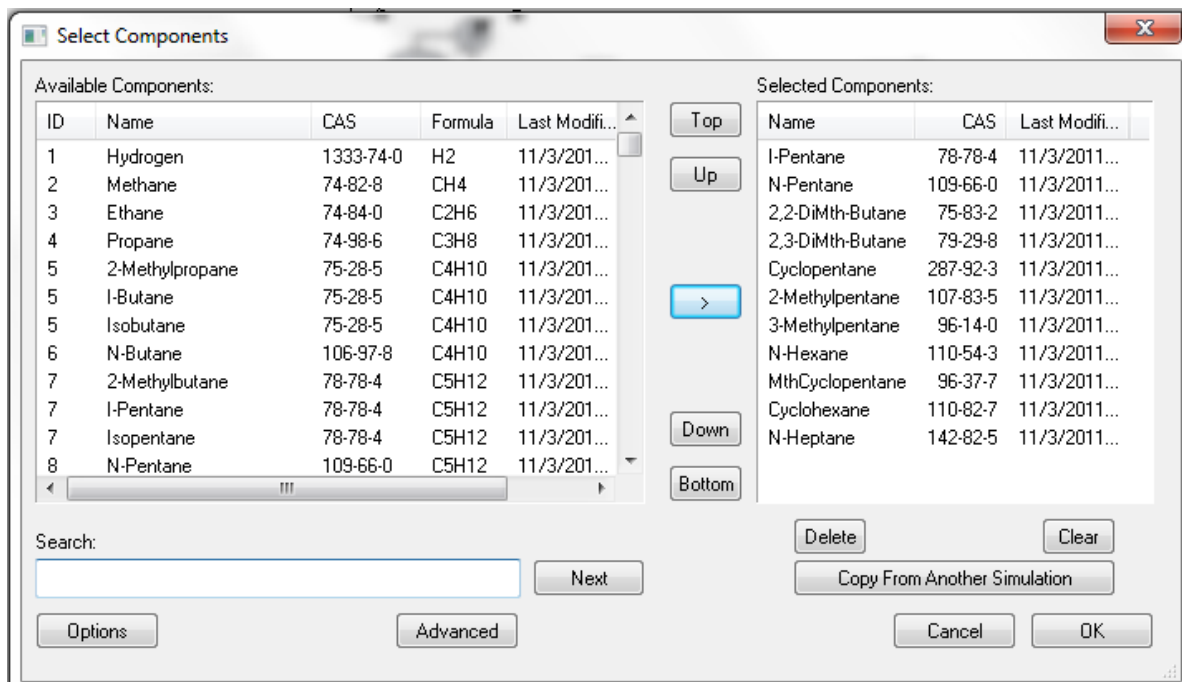 Select Components
Available Components: Selected Components:
ID Name CAS Formula Last Modifi... Top Name CAS Last Modifi...
1 Hydrogen 1333-74-0 H2 11/3/201... I-Pentane 78-78-4 11/3/2011...
2 Methane 74-82-8 CH4 11/3/201... Up N-Pentane 109-66-0 11/3/2011...
3 Ethane 74-84-0 C2H6 11/3/201... 2,2-DiMth-Butane 75-83-2 11/3/2011...
4 Propane 74-98-6 C3H8 11/3/201... 2,3-DiMth-Butane 79-29-8 11/3/2011...
5 2-Methylpropane 75-28-5 C4H10 11/3/201... Cyclopentane 287-92-3 11/3/2011...
5 I-Butane 75-28-5 C4H10 11/3/201... > 2-Methylpentane 107-83-5 11/3/2011...
5 Isobutane 75-28-5 C4H10 11/3/201... 3-Methylpentane 96-14-0 11/3/2011...
6 N-Butane 106-97-8 C4H10 11/3/201... N-Hexane 110-54-3 11/3/2011...
7 2-Methylbutane 78-78-4 C5H12 11/3/201... MthCyclopentane 96-37-7 11/3/2011...
7 I-Pentane 78-78-4 C5H12 11/3/201... Cyclohexane 110-82-7 11/3/2011...
7 Isopentane 78-78-4 C5H12 11/3/201... Down N-Heptane 142-82-5 11/3/2011...
8 N-Pentane 109-66-0 C5H12 11/3/201...
Bottom
Search: Delete Clear
Next Copy From Another Simulation
Options Advanced Cancel OK